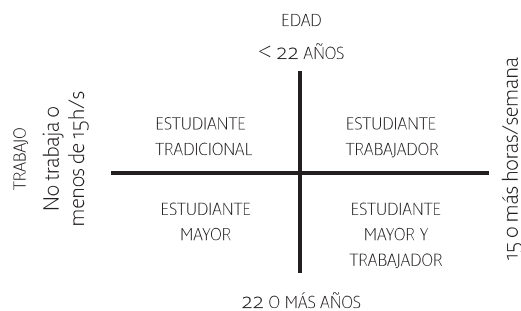 EDAD
< 22 AÑOS
TRABAJO
No trabaja o
menos de 15h/s
ESTUDIANTE
TRADICIONAL
ESTUDIANTE
TRABAJADOR
15 o más horas/semana
ESTUDIANTE
MAYOR
ESTUDIANTE
MAYOR Y
TRABAJADOR
22 O MÁS AÑOS